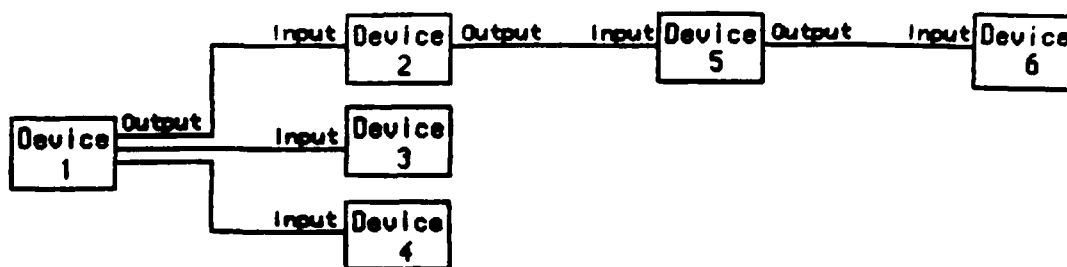 Input Device 2 Output Input Device 5 Output Input Device 6
Device 1 Output Input Device 3
Input Device 4